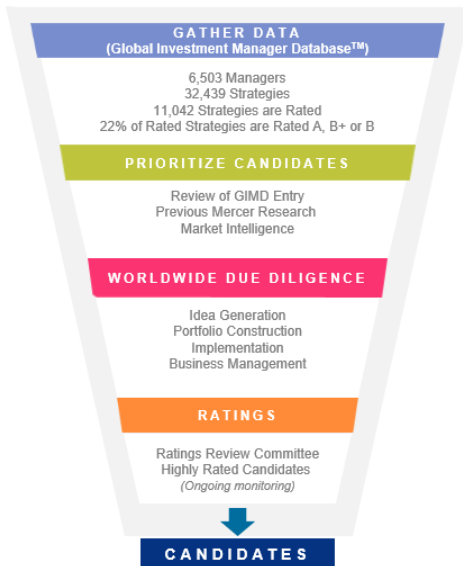 GATHER DATA
(Global Investment Manager Database™)
6,503 Managers
32,439 Strategies
11,042 Strategies are Rated
22% of Rated Strategies are Rated A, B+ or B
PRIORITIZE CANDIDATES
Review of GIMD Entry
Previous Mercer Research
Market Intelligence
WORLDWIDE DUE DILIGENCE
Idea Generation
Portfolio Construction
Implementation
Business Management
RATINGS
Ratings Review Committee
Highly Rated Candidates
(Ongoing monitoring)
CANDIDATES